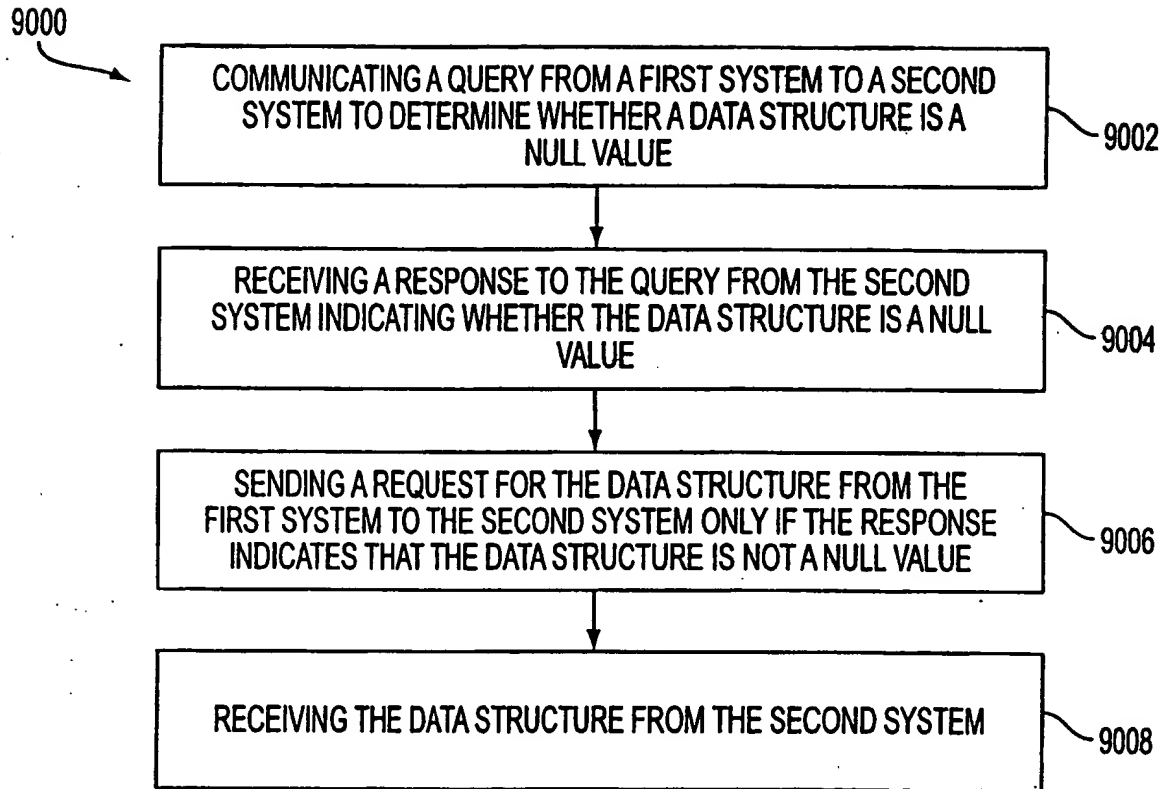 9000
COMMUNICATING A QUERY FROM A FIRST SYSTEM TO A SECOND
SYSTEM TO DETERMINE WHETHER A DATA STRUCTURE IS A
NULL VALUE
9002
RECEIVING A RESPONSE TO THE QUERY FROM THE SECOND
SYSTEM INDICATING WHETHER THE DATA STRUCTURE IS A NULL
VALUE
9004
SENDING A REQUEST FOR THE DATA STRUCTURE FROM THE
FIRST SYSTEM TO THE SECOND SYSTEM ONLY IF THE RESPONSE
INDICATES THAT THE DATA STRUCTURE IS NOT A NULL VALUE
9006
RECEIVING THE DATA STRUCTURE FROM THE SECOND SYSTEM
9008